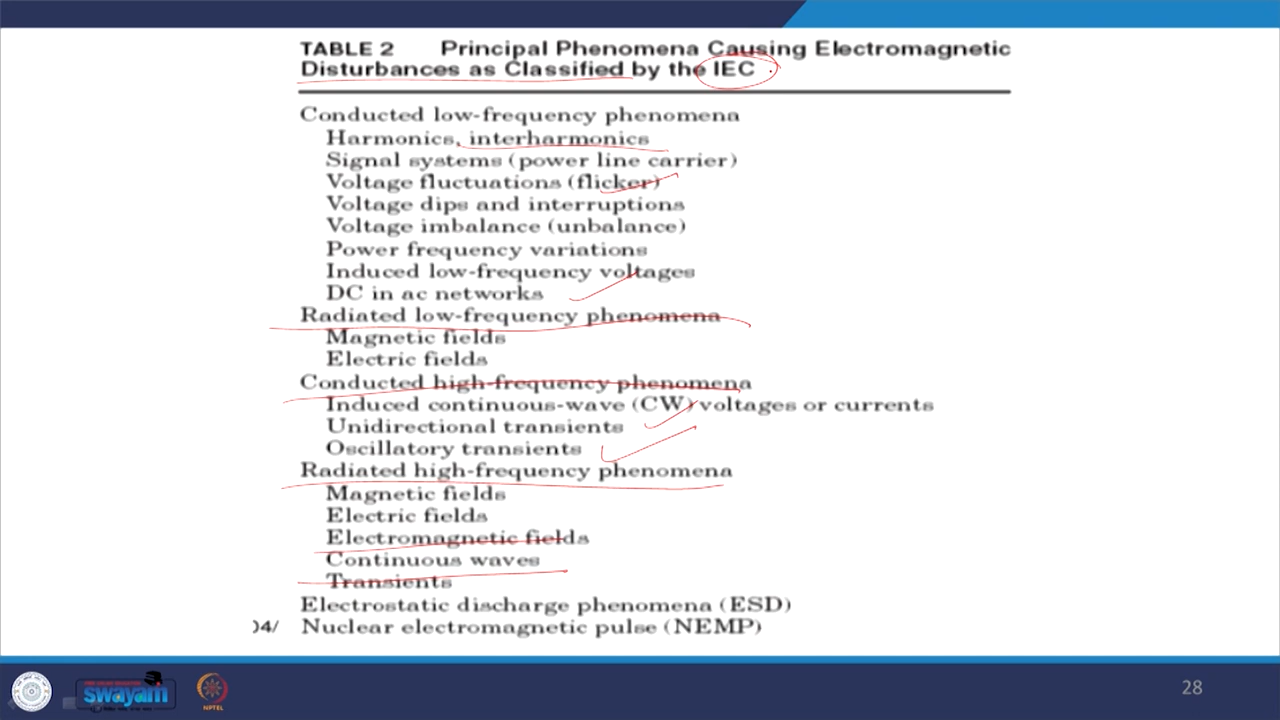 TABLE 2 Principal Phenomena Causing Electromagnetic
Disturbances as Classified by the IEC
Conducted low-frequency phenomena
Harmonics, interharmonics
Signal systems (power line carrier)
Voltage fluctuations (flicker)
Voltage dips and interruptions
Voltage imbalance (unbalance)
Power frequency variations
Induced low-frequency voltages
DC in ac networks
Radiated low-frequency phenomena
Magnetic fields
Electric fields
Conducted high-frequency phenomena
Induced continuous-wave (CW) voltages or currents
Unidirectional transients
Oscillatory transients
Radiated high-frequency phenomena
Magnetic fields
Electric fields
Electromagnetic fields
Continuous waves
Transients
Electrostatic discharge phenomena (ESD)
04/ Nuclear electromagnetic pulse (NEMP)
swayam
NPTEL
28